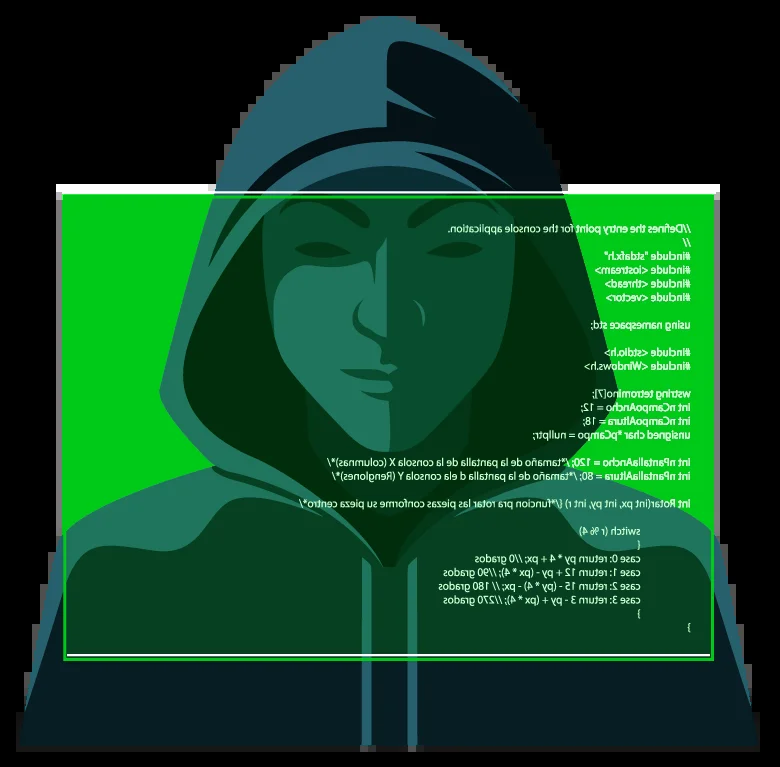 //Defines the entry point for the console application.
//
#include "stdafx.h"
#include <iostream>
#include <thread>
#include <vector>
using namespace std;
#include <stdio.h>
#include <Windows.h>
wstring tetromino[7];
int nCampoAncho = 12;
int nCampoAltura = 18;
unsigned char *pCampo = nullptr;
int nPantallaAncho = 120; /*tamaño de la pantalla de la consola X (columnas)*/
int nPantallaAltura = 80; /*tamaño de la pantalla d ela consola Y (Renglones)*/
int Rotar(int px, int py, int r) {/*funcion pra rotar las piezas conforme su pieza centro*/
switch (r % 4)
{
case 0: return py * 4 + px; //0 grados
case 1: return 12 + py - (px * 4); //90 grados
case 2: return 15 - (py * 4) - px; // 180 grados
case 3: return 3 - py + (px * 4); //270 grados
}
}